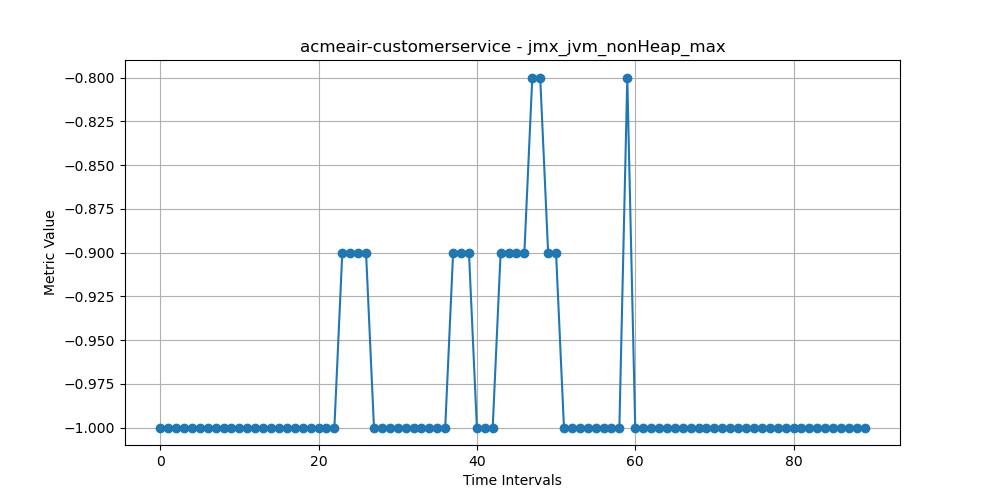 acmeair-customerservice - jmx_jvm_nonHeap_max
−0.800
−0.825
−0.850
−0.875
−0.900
−0.925
−0.950
−0.975
−1.000
Metric Value
0 20 40 60 80
Time Intervals